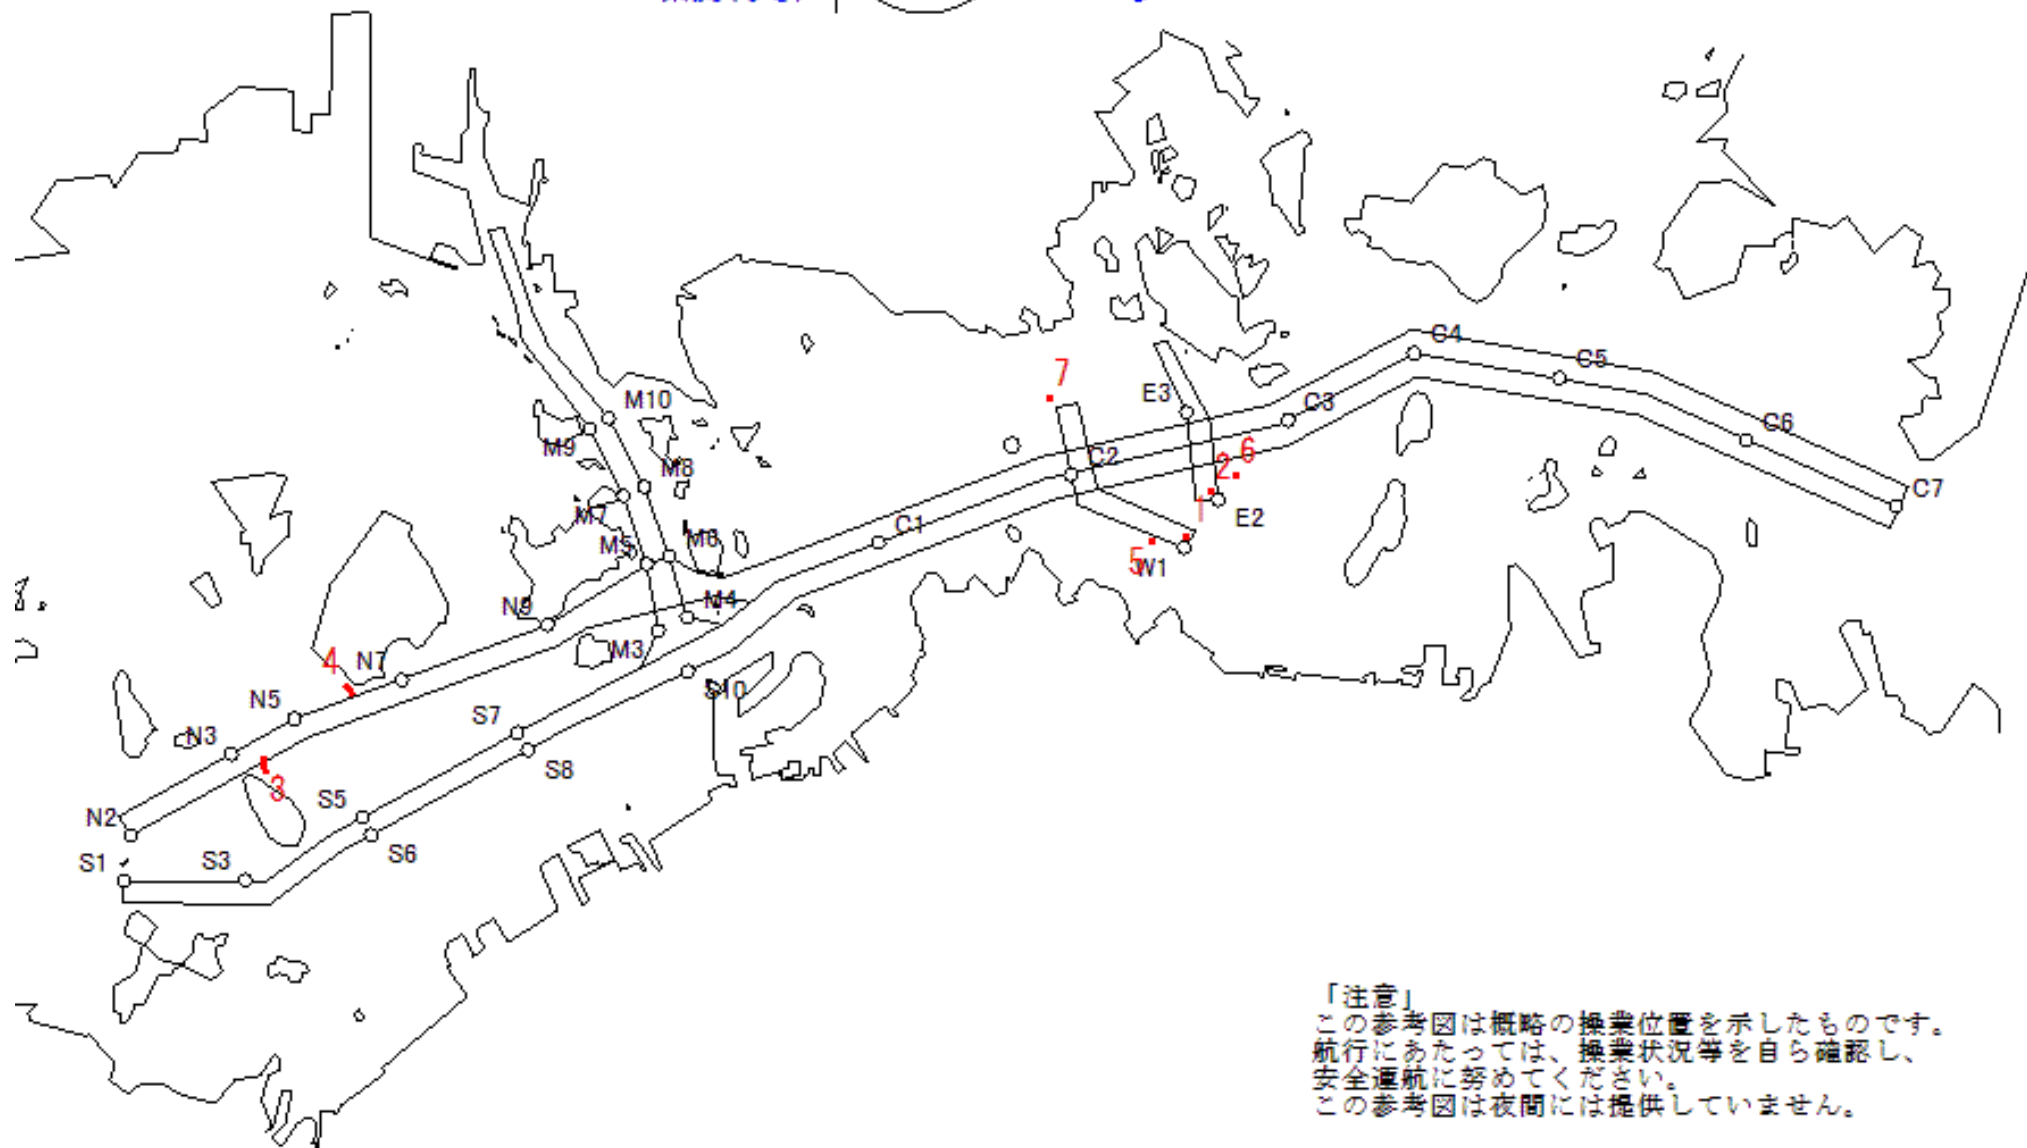 7
C4
C5
E3
C3
C6
M10
M9
C2
2
6
M8
C7
M7
1
E2
C1
M5
M6
5
W1
N9
M4
M3
4
N7
S10
N5
S7
N3
S8
3
S5
N2
S6
S1
S3
「注意」
この参考図は概略の操業位置を示したものです。
航行にあたっては、操業状況等を自ら確認し、
安全運航に努めてください。
この参考図は夜間には提供していません。